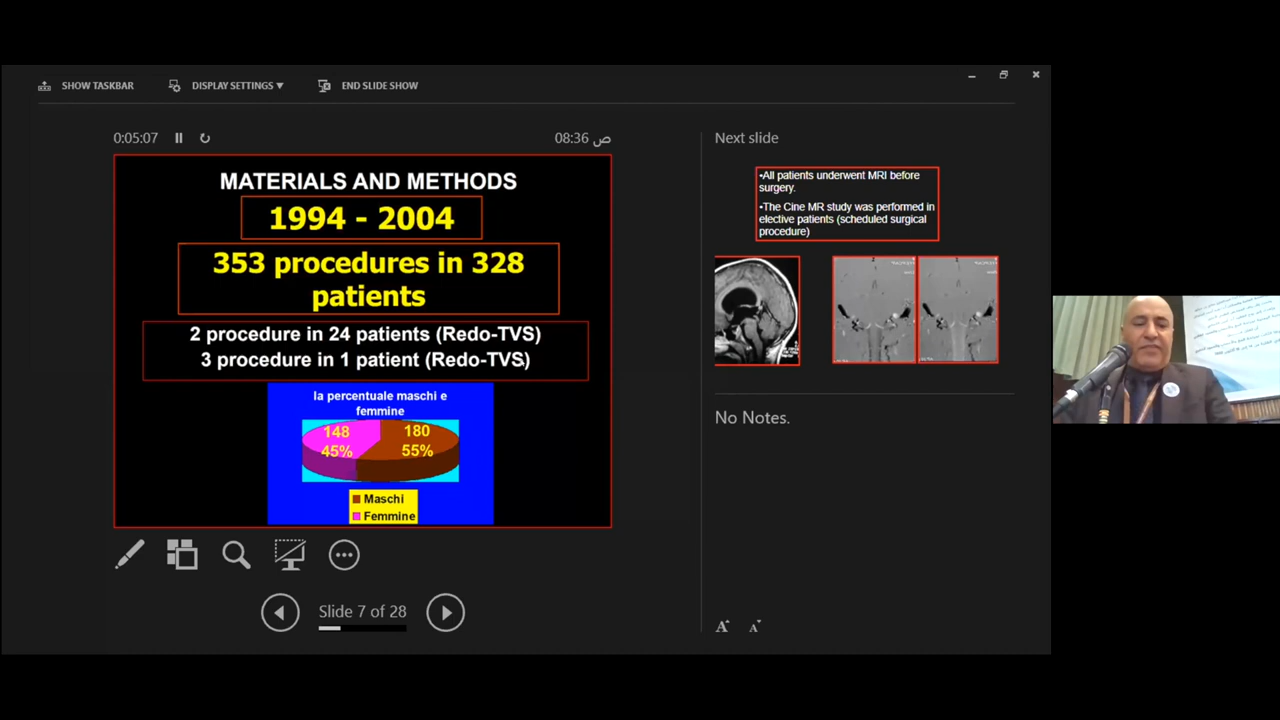 SHOW TASKBAR
DISPLAY SETTINGS ▾
END SLIDE SHOW
0:05:07
08:36 ص
MATERIALS AND METHODS
1994 - 2004
353 procedures in 328
patients
2 procedure in 24 patients (Redo-TVS)
3 procedure in 1 patient (Redo-TVS)
la percentuale maschi e
femmine
148
180
45%
55%
Maschi
Femmine
Slide 7 of 28
Next slide
•All patients underwent MRI before
surgery.
•The Cine MR study was performed in
elective patients (scheduled surgical
procedure)
No Notes.
A
A